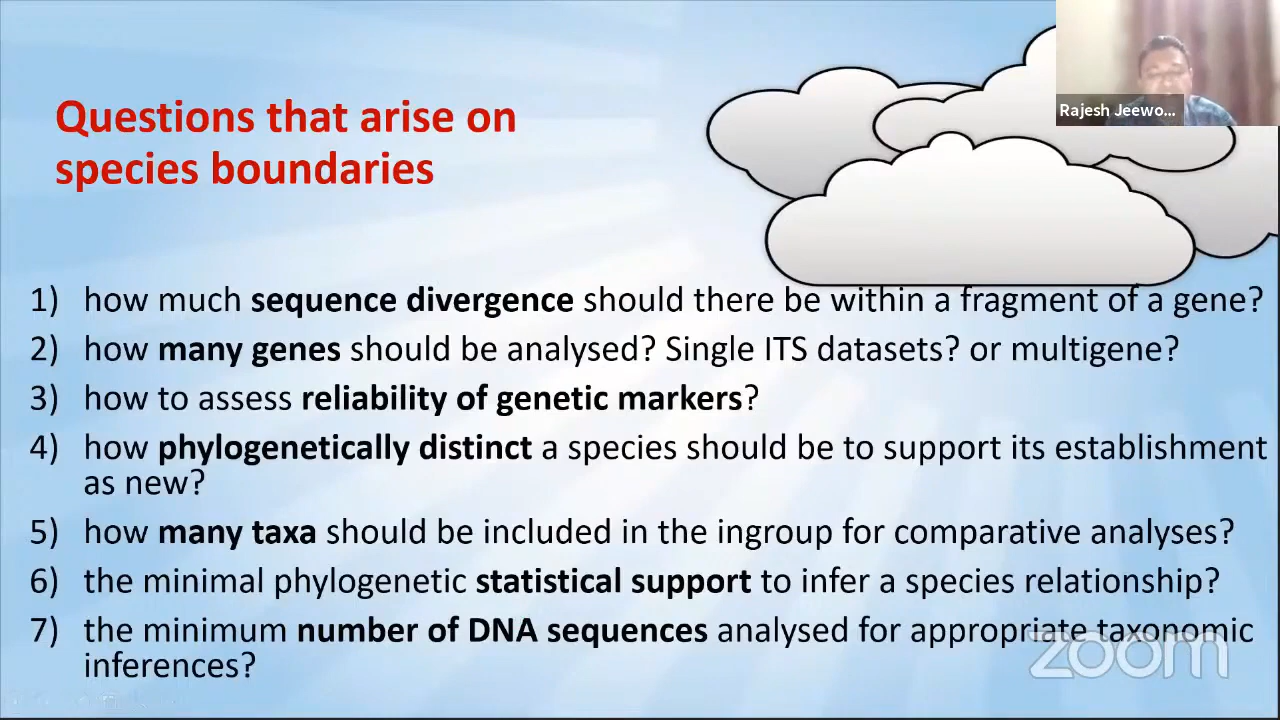 Rajesh Jeewo...
Questions that arise on
species boundaries
1) how much sequence divergence should there be within a fragment of a gene?
2) how many genes should be analysed? Single ITS datasets? or multigene?
3) how to assess reliability of genetic markers?
4) how phylogenetically distinct a species should be to support its establishment
as new?
5) how many taxa should be included in the ingroup for comparative analyses?
6) the minimal phylogenetic statistical support to infer a species relationship?
7) the minimum number of DNA sequences analysed for appropriate taxonomic
inferences?
zoom